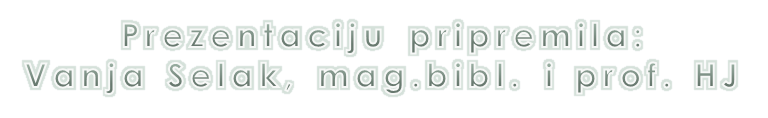 Prezentaciju pripremila:
Vanja Selak, mag.bibl. i prof. HJ